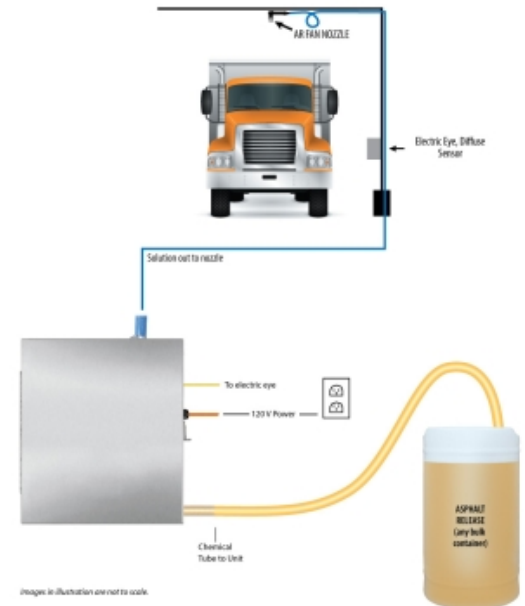 AR FAN NOZZLE
Electric Eye, Diffuse
Sensor
Solution out to nozzle
To electric eye
120 V Power
Chemical
Tube to Unit
ASPHALT
RELEASE
(any bulk
container)
Images in illustration are not to scale.